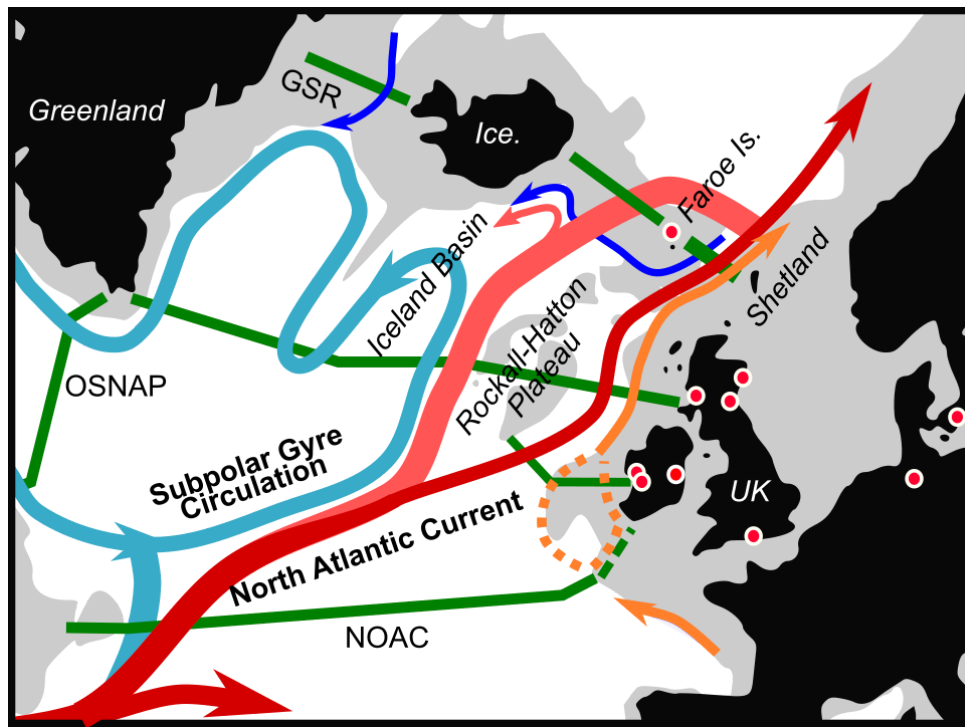 GSR
Greenland
Ice.
Faroe Is.
Iceland Basin
Shetland
Rockall-Hatton
Plateau
OSNAP
Subpolar Gyre
Circulation
UK
North Atlantic Current
NOAC